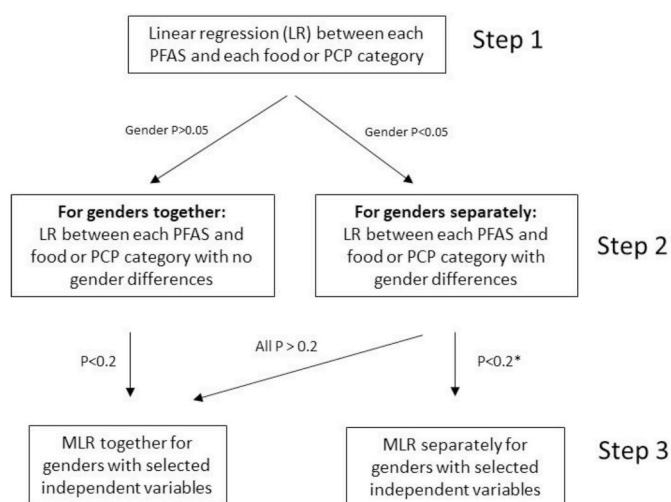 Linear regression (LR) between each
PFAS and each food or PCP category
Step 1
Gender P>0.05
Gender P<0.05
For genders together:
LR between each PFAS and
food or PCP category with no
gender differences
For genders separately:
LR between each PFAS and
food or PCP category with
gender differences
Step 2
P<0.2
All P > 0.2
P<0.2*
MLR together for
genders with selected
independent variables
MLR separately for
genders with selected
independent variables
Step 3